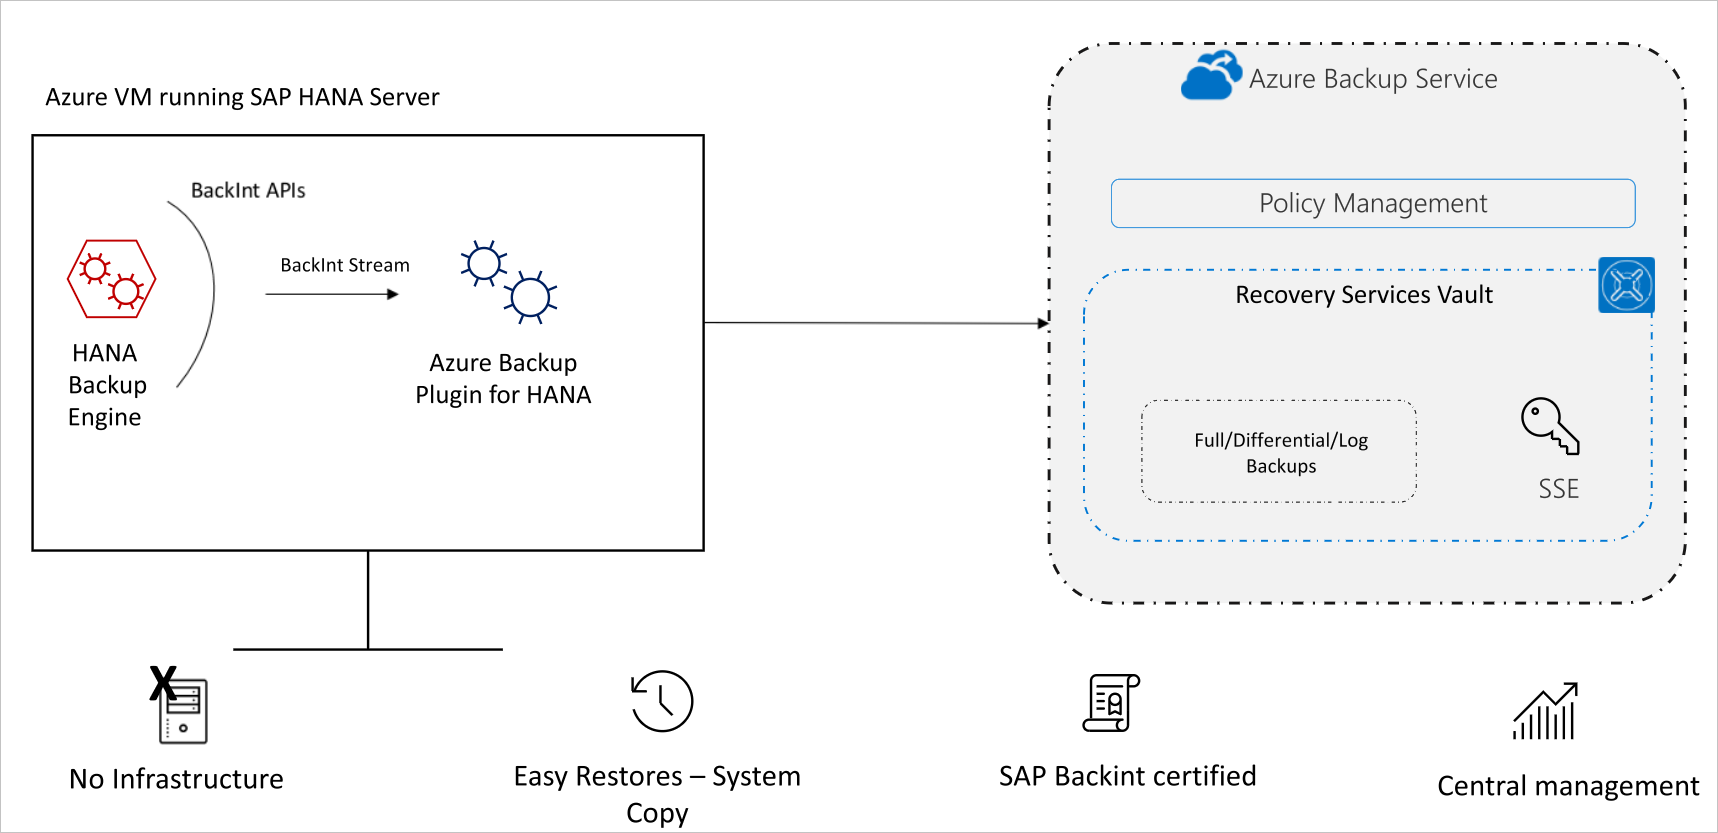 Azure VM running SAP HANA Server
BackInt APIs
BackInt Stream
HANA
Backup
Engine
Azure Backup
Plugin for HANA
Azure Backup Service
Policy Management
Recovery Services Vault
Full/Differential/Log
Backups
SSE
X
No Infrastructure
Easy Restores – System
Copy
SAP Backint certified
Central management